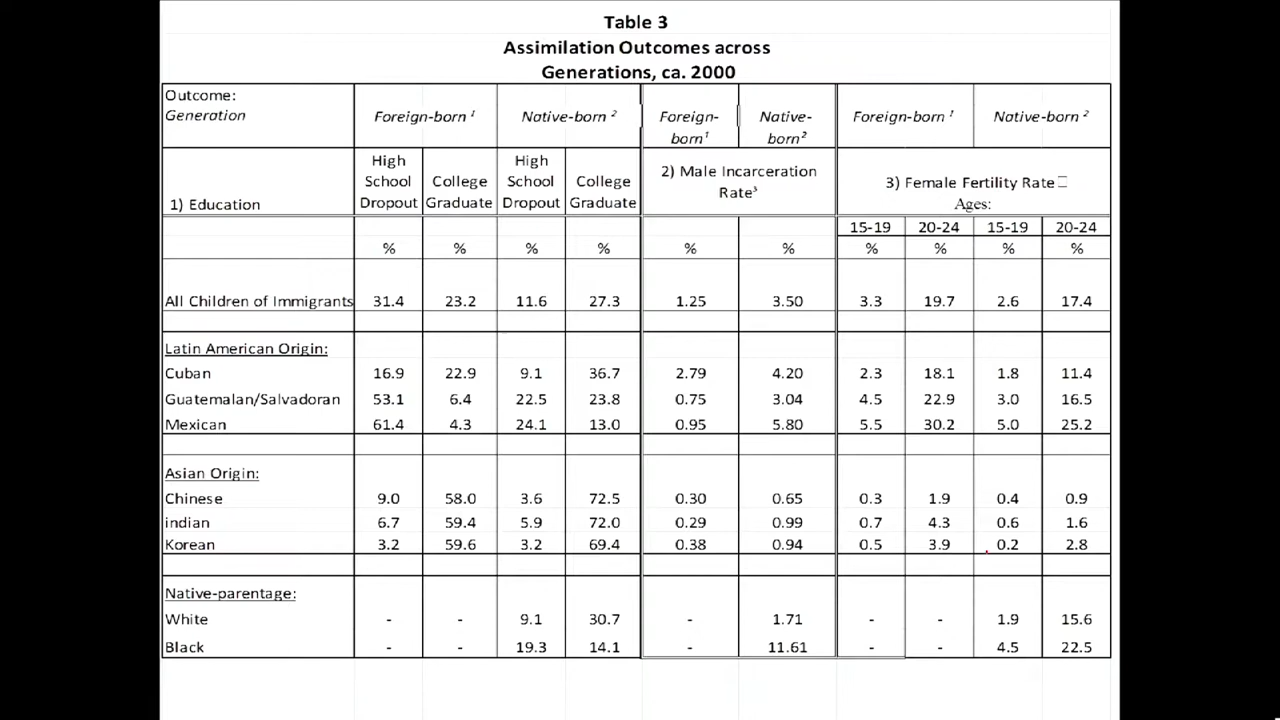 Table 3
Assimilation Outcomes across
Generations, ca. 2000
Outcome:
Generation
Foreign-born ¹ Native-born ² Foreign-born¹ Native-born² Foreign-born ¹ Native-born ²
1) Education High School Dropout College Graduate High School Dropout College Graduate 2) Male Incarceration Rate³ 3) Female Fertility Rate Ages:
15-19 20-24 15-19 20-24
% % % % % % % % % %
All Children of Immigrants 31.4 23.2 11.6 27.3 1.25 3.50 3.3 19.7 2.6 17.4
Latin American Origin:
Cuban 16.9 22.9 9.1 36.7 2.79 4.20 2.3 18.1 1.8 11.4
Guatemalan/Salvadoran 53.1 6.4 22.5 23.8 0.75 3.04 4.5 22.9 3.0 16.5
Mexican 61.4 4.3 24.1 13.0 0.95 5.80 5.5 30.2 5.0 25.2
Asian Origin:
Chinese 9.0 58.0 3.6 72.5 0.30 0.65 0.3 1.9 0.4 0.9
indian 6.7 59.4 5.9 72.0 0.29 0.99 0.7 4.3 0.6 1.6
Korean 3.2 59.6 3.2 69.4 0.38 0.94 0.5 3.9 0.2 2.8
Native-parentage:
White - - 9.1 30.7 - 1.71 - - 1.9 15.6
Black - - 19.3 14.1 - 11.61 - - 4.5 22.5